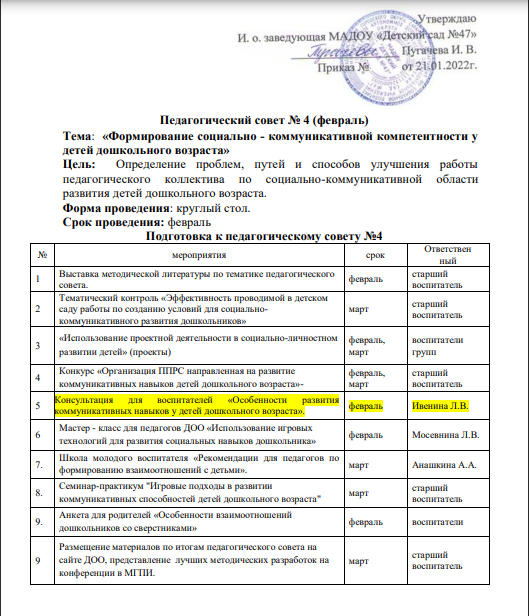 Утверждаю
И. о. заведующая МАДОУ «Детский сад №47»
Пугачева И. В.
Приказ № от 21.01.2022г.
Педагогический совет № 4 (февраль)
Тема: «Формирование социально - коммуникативной компетентности у
детей дошкольного возраста»
Цель: Определение проблем, путей и способов улучшения работы
педагогического коллектива по социально-коммуникативной области
развития детей дошкольного возраста.
Форма проведения: круглый стол.
Срок проведения: февраль
Подготовка к педагогическому совету №4
№ мероприятия срок Ответствен
ный
1 Выставка методической литературы по тематике педагогического
совета. февраль старший
воспитатель
2 Тематический контроль «Эффективность проводимой в детском
саду работы по созданию условий для социально-
коммуникативного развития дошкольников» март старший
воспитатель
3 «Использование проектной деятельности в социально-личностном
развитии детей» (проекты) февраль,
март воспитатели
групп
4 Конкурс «Организация ППРС направленная на развитие
коммуникативных навыков детей дошкольного возраста»- февраль,
март старший
воспитатель
5 Консультация для воспитателей «Особенности развития
коммуникативных навыков у детей дошкольного возраста». февраль Ивенина Л.В.
6 Мастер - класс для педагогов ДОО «Использование игровых
технологий для развития социальных навыков дошкольника» февраль Мосевнина Л.В.
7. Школа молодого воспитателя «Рекомендации для педагогов по
формированию взаимоотношений с детьми». март Анашкина А.А.
8. Семинар-практикум "Игровые подходы в развитии
коммуникативных способностей детей дошкольного возраста" март старший
воспитатель
9. Анкета для родителей «Особенности взаимоотношений
дошкольников со сверстниками» февраль воспитатели
9 Размещение материалов по итогам педагогического совета на
сайте ДОО, представление лучших методических разработок на
конференции в МГПИ. март старший
воспитатель